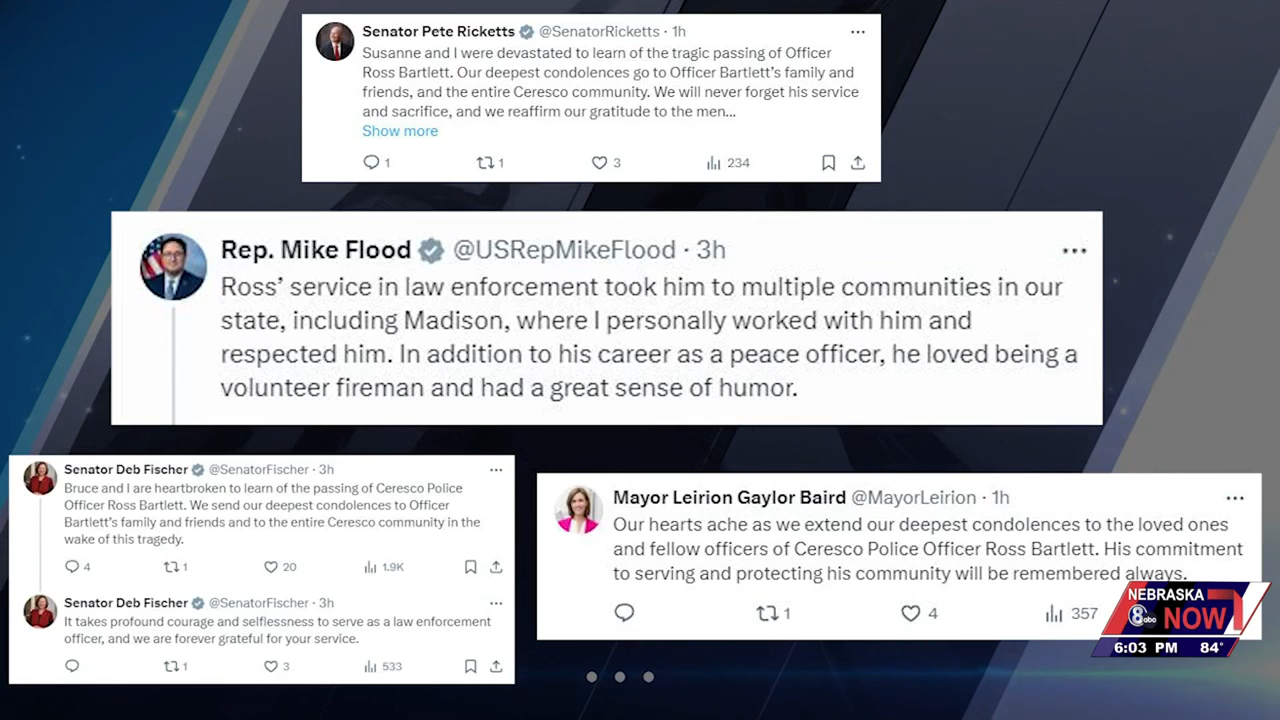 Senator Pete Ricketts @SenatorRicketts · 1h
Susanne and I were devastated to learn of the tragic passing of Officer
Ross Bartlett. Our deepest condolences go to Officer Bartlett's family and
friends, and the entire Ceresco community. We will never forget his service
and sacrifice, and we reaffirm our gratitude to the men...
Show more
1 1 3 234
Rep. Mike Flood @USRepMikeFlood · 3h
Ross' service in law enforcement took him to multiple communities in our
state, including Madison, where I personally worked with him and
respected him. In addition to his career as a peace officer, he loved being a
volunteer fireman and had a great sense of humor.
Senator Deb Fischer @SenatorFischer · 3h
Bruce and I are heartbroken to learn of the passing of Ceresco Police
Officer Ross Bartlett. We send our deepest condolences to Officer
Bartlett's family and friends and to the entire Ceresco community in the
wake of this tragedy.
4 1 20 1.9K
Senator Deb Fischer @SenatorFischer · 3h
It takes profound courage and selflessness to serve as a law enforcement
officer, and we are forever grateful for your service.
1 3 533
Mayor Leirion Gaylor Baird @MayorLeirion · 1h
Our hearts ache as we extend our deepest condolences to the loved ones
and fellow officers of Ceresco Police Officer Ross Bartlett. His commitment
to serving and protecting his community will be remembered always.
1 4 357
NEBRASKA
8 abc NOW
6:03 PM 84°